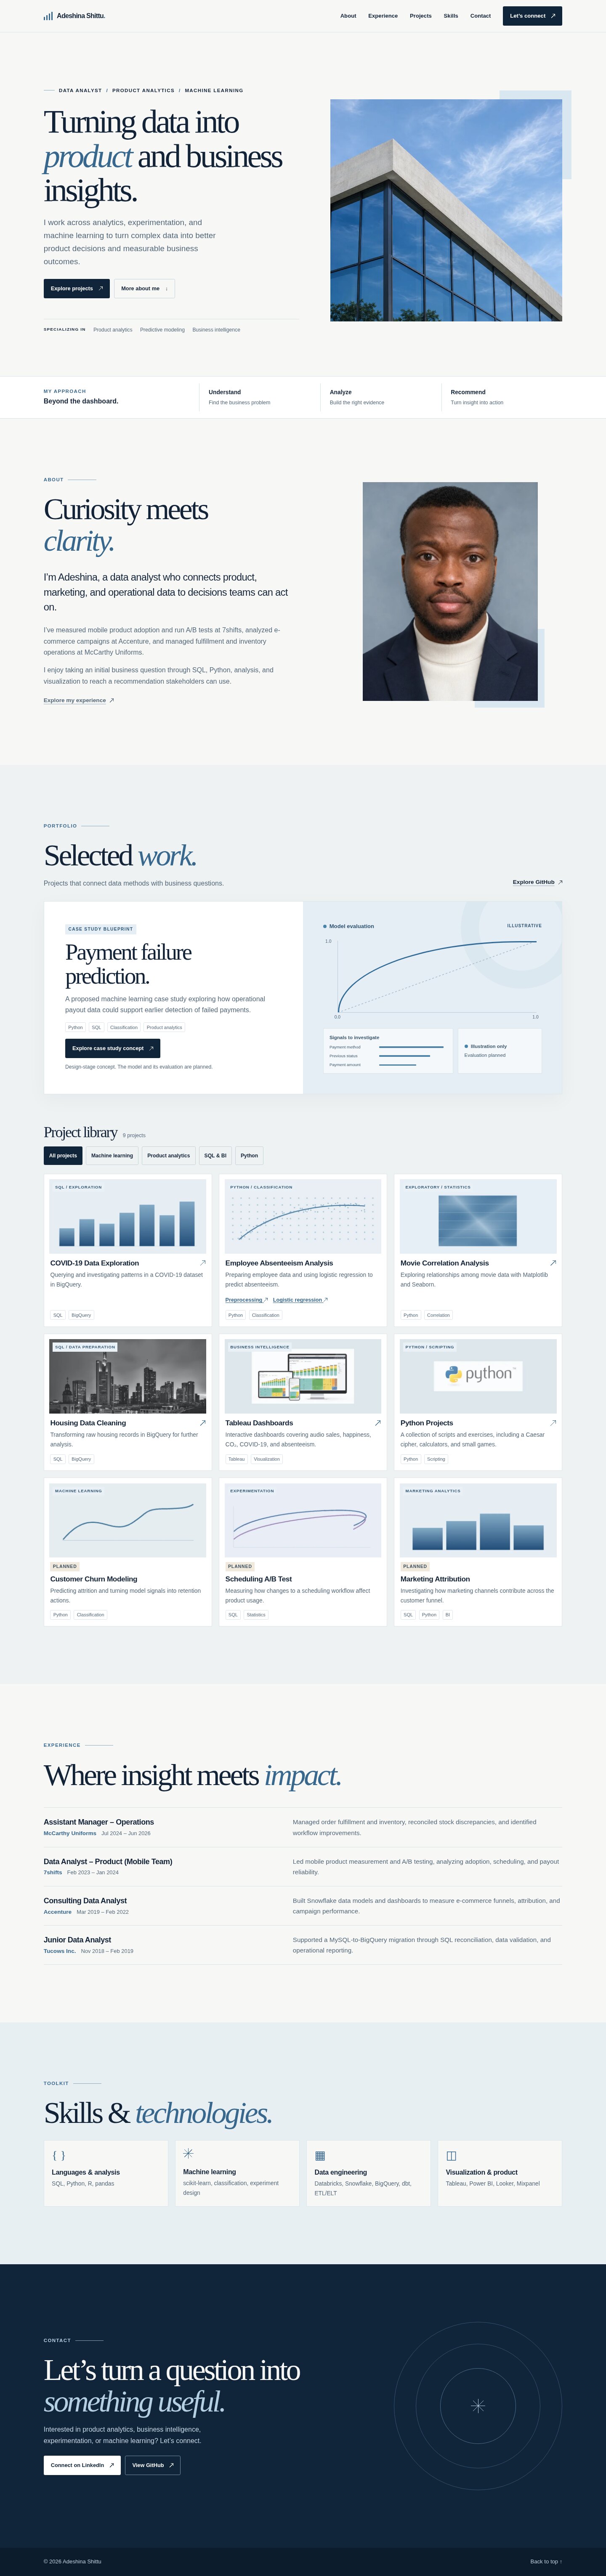 Adeshina Shittu.
About
Experience
Projects
Skills
Contact
Let's connect ↗
DATA ANALYST / PRODUCT ANALYTICS / MACHINE LEARNING
Turning data into
product and business
insights.
I work across analytics, experimentation, and
machine learning to turn complex data into better
product decisions and measurable business
outcomes.
Explore projects ↗
More about me ↓
SPECIALIZING IN
Product analytics
Predictive modeling
Business intelligence
MY APPROACH
Beyond the dashboard.
Understand
Find the business problem
Analyze
Build the right evidence
Recommend
Turn insight into action
ABOUT
Curiosity meets
clarity.
I'm Adeshina, a data analyst who connects product,
marketing, and operational data to decisions teams can act
on.
I've measured mobile product adoption and run A/B tests at 7shifts, analyzed e-
commerce campaigns at Accenture, and managed fulfillment and inventory
operations at McCarthy Uniforms.
I enjoy taking an initial business question through SQL, Python, analysis, and
visualization to reach a recommendation stakeholders can use.
Explore my experience ↗
PORTFOLIO
Selected work.
Projects that connect data methods with business questions.
Explore GitHub ↗
CASE STUDY BLUEPRINT
Payment failure
prediction.
A proposed machine learning case study exploring how operational
payout data could support earlier detection of failed payments.
Python
SQL
Classification
Product analytics
Explore case study concept ↗
Design-stage concept. The model and its evaluation are planned.
Model evaluation
ILLUSTRATIVE
1.0
0.0
1.0
Signals to investigate
Payment method
Previous status
Payment amount
Illustration only
Evaluation planned
Project library
9 projects
All projects
Machine learning
Product analytics
SQL & BI
Python
SQL / EXPLORATION
COVID-19 Data Exploration ↗
Querying and investigating patterns in a COVID-19 dataset
in BigQuery.
SQL
BigQuery
PYTHON / CLASSIFICATION
Employee Absenteeism Analysis
Preparing employee data and using logistic regression to
predict absenteeism.
Preprocessing ↗
Logistic regression ↗
Python
Classification
EXPLORATORY / STATISTICS
Movie Correlation Analysis ↗
Exploring relationships among movie data with Matplotlib
and Seaborn.
Python
Correlation
SQL / DATA PREPARATION
Housing Data Cleaning ↗
Transforming raw housing records in BigQuery for further
analysis.
SQL
BigQuery
BUSINESS INTELLIGENCE
Tableau Dashboards ↗
Interactive dashboards covering audio sales, happiness,
CO₂, COVID-19, and absenteeism.
Tableau
Visualization
PYTHON / SCRIPTING
python™
Python Projects ↗
A collection of scripts and exercises, including a Caesar
cipher, calculators, and small games.
Python
Scripting
MACHINE LEARNING
PLANNED
Customer Churn Modeling
Predicting attrition and turning model signals into retention
actions.
Python
Classification
EXPERIMENTATION
PLANNED
Scheduling A/B Test
Measuring how changes to a scheduling workflow affect
product usage.
SQL
Statistics
MARKETING ANALYTICS
PLANNED
Marketing Attribution
Investigating how marketing channels contribute across the
customer funnel.
SQL
Python
BI
EXPERIENCE
Where insight meets impact.
Assistant Manager – Operations
McCarthy Uniforms Jul 2024 – Jun 2026
Managed order fulfillment and inventory, reconciled stock discrepancies, and identified
workflow improvements.
Data Analyst – Product (Mobile Team)
7shifts Feb 2023 – Jan 2024
Led mobile product measurement and A/B testing, analyzing adoption, scheduling, and payout
reliability.
Consulting Data Analyst
Accenture Mar 2019 – Feb 2022
Built Snowflake data models and dashboards to measure e-commerce funnels, attribution, and
campaign performance.
Junior Data Analyst
Tucows Inc. Nov 2018 – Feb 2019
Supported a MySQL-to-BigQuery migration through SQL reconciliation, data validation, and
operational reporting.
TOOLKIT
Skills & technologies.
{ }
Languages & analysis
SQL, Python, R, pandas
Machine learning
scikit-learn, classification, experiment
design
Data engineering
Databricks, Snowflake, BigQuery, dbt,
ETL/ELT
Visualization & product
Tableau, Power BI, Looker, Mixpanel
CONTACT
Let's turn a question into
something useful.
Interested in product analytics, business intelligence,
experimentation, or machine learning? Let's connect.
Connect on LinkedIn ↗
View GitHub ↗
© 2026 Adeshina Shittu
Back to top ↑